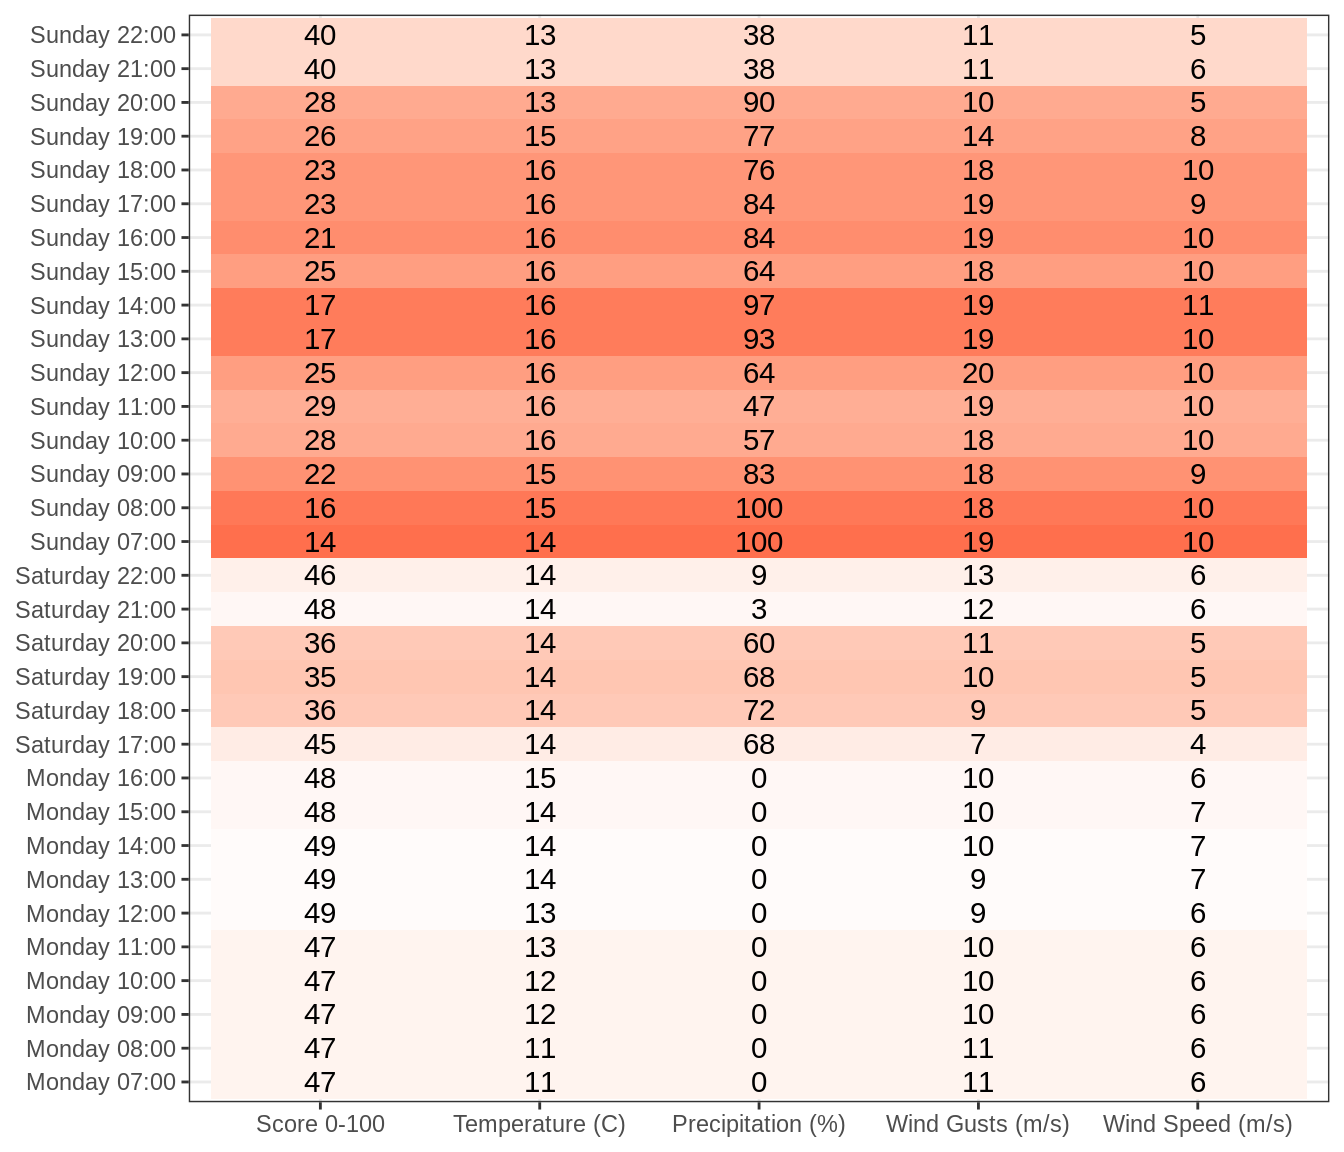 Sunday 22:00 40 13 38 11 5
Sunday 21:00 40 13 38 11 6
Sunday 20:00 28 13 90 10 5
Sunday 19:00 26 15 77 14 8
Sunday 18:00 23 16 76 18 10
Sunday 17:00 23 16 84 19 9
Sunday 16:00 21 16 84 19 10
Sunday 15:00 25 16 64 18 10
Sunday 14:00 17 16 97 19 11
Sunday 13:00 17 16 93 19 10
Sunday 12:00 25 16 64 20 10
Sunday 11:00 29 16 47 19 10
Sunday 10:00 28 16 57 18 10
Sunday 09:00 22 15 83 18 9
Sunday 08:00 16 15 100 18 10
Sunday 07:00 14 14 100 19 10
Saturday 22:00 46 14 9 13 6
Saturday 21:00 48 14 3 12 6
Saturday 20:00 36 14 60 11 5
Saturday 19:00 35 14 68 10 5
Saturday 18:00 36 14 72 9 5
Saturday 17:00 45 14 68 7 4
Monday 16:00 48 15 0 10 6
Monday 15:00 48 14 0 10 7
Monday 14:00 49 14 0 10 7
Monday 13:00 49 14 0 9 7
Monday 12:00 49 13 0 9 6
Monday 11:00 47 13 0 10 6
Monday 10:00 47 12 0 10 6
Monday 09:00 47 12 0 10 6
Monday 08:00 47 11 0 11 6
Monday 07:00 47 11 0 11 6
Score 0-100 Temperature (C) Precipitation (%) Wind Gusts (m/s) Wind Speed (m/s)